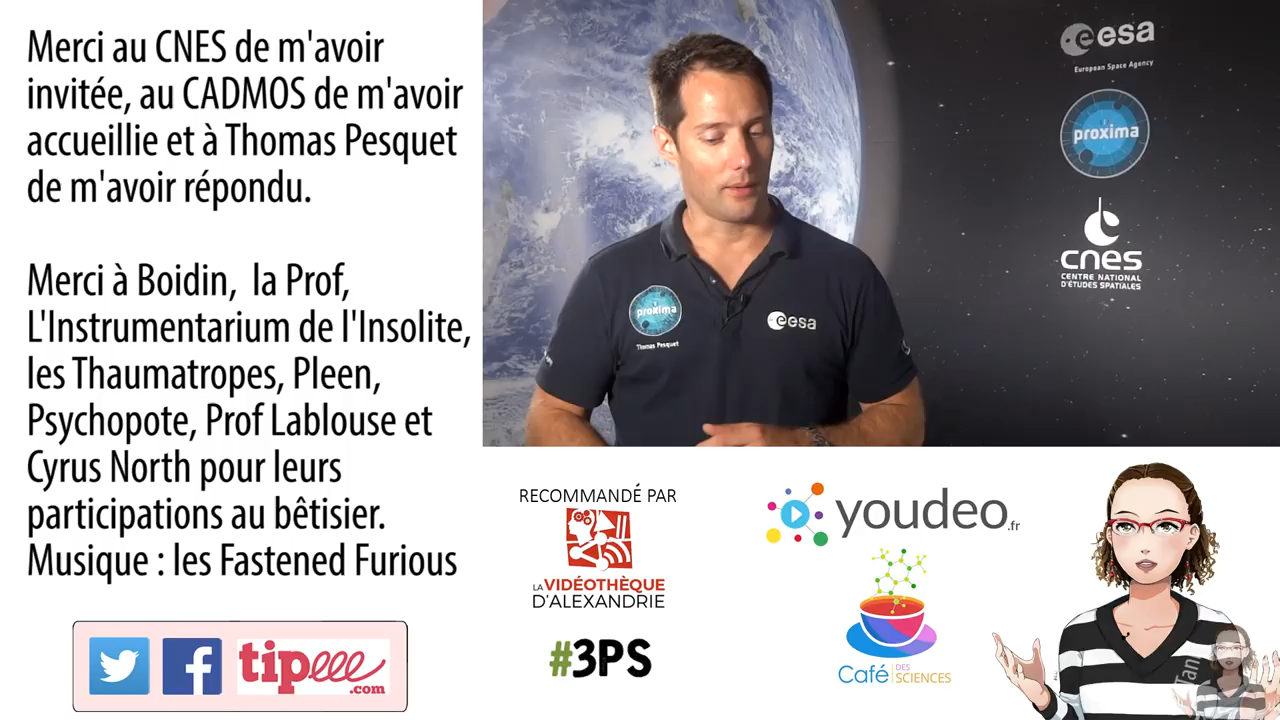 Merci au CNES de m'avoir
invitée, au CADMOS de m'avoir
accueillie et à Thomas Pesquet
de m'avoir répondu.
Merci à Boidin,  la Prof,
L'Instrumentarium de l'Insolite,
les Thaumatropes, Pleen,
Psychopote, Prof Lablouse et
Cyrus North pour leurs
participations au bêtisier.
Musique : les Fastened Furious
tipeee
.com
esa
European Space Agency
proxima
cnes
CENTRE NATIONAL
D'ÉTUDES SPATIALES
proxima
Thomas Pesquet
esa
RECOMMANDÉ PAR
LA VIDÉOTHÈQUE
D'ALEXANDRIE
#3PS
youdeo.fr
Café DES
SCIENCES
Tan